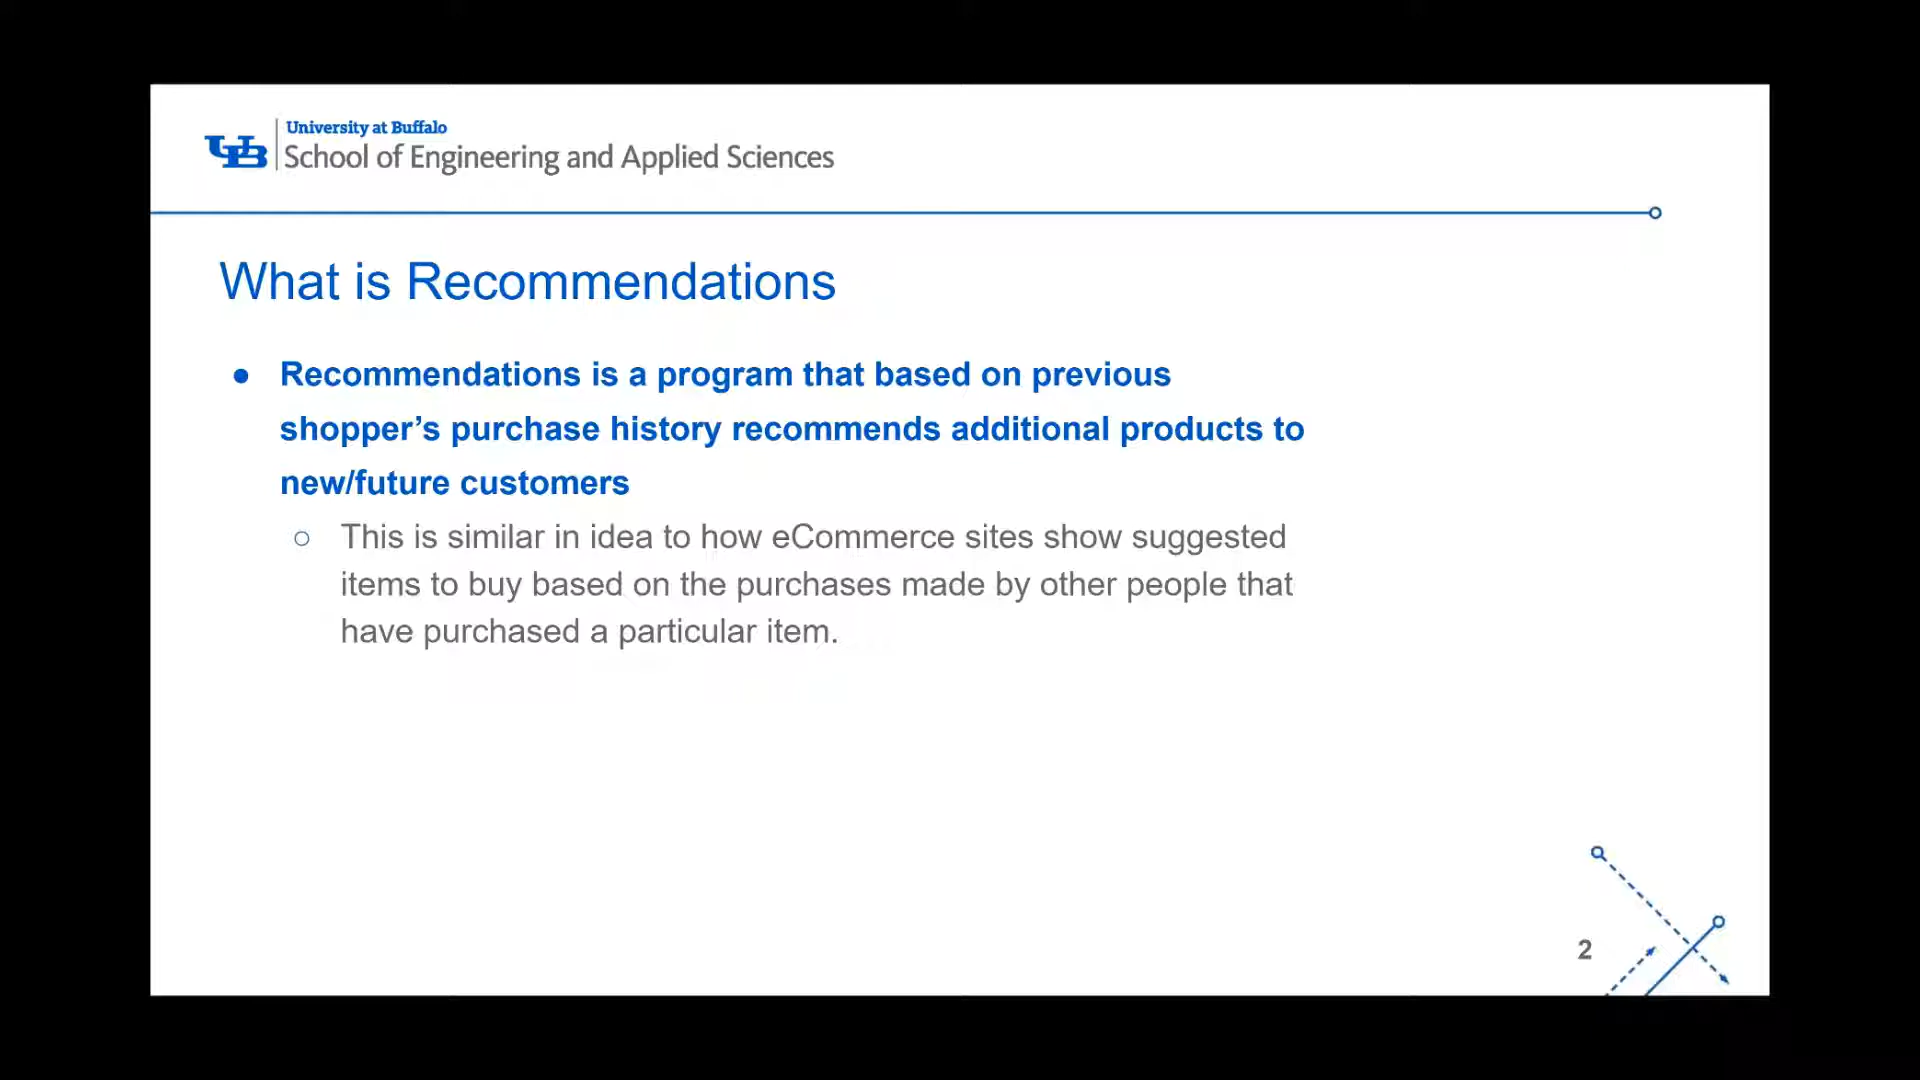 UB
University at Buffalo
School of Engineering and Applied Sciences
What is Recommendations
● Recommendations is a program that based on previous
shopper’s purchase history recommends additional products to
new/future customers
○ This is similar in idea to how eCommerce sites show suggested
items to buy based on the purchases made by other people that
have purchased a particular item.
2